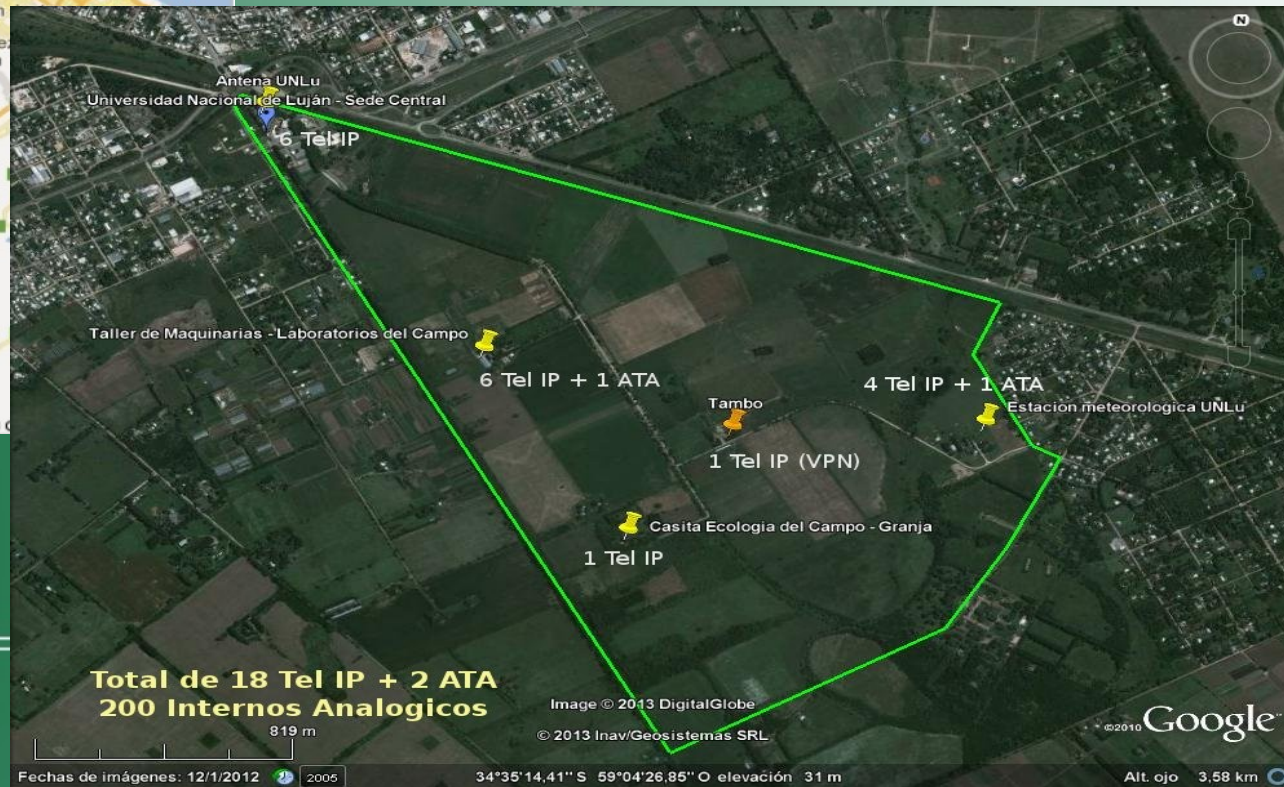 N
Antena UNLu
Universidad Nacional de Luján - Sede Central
6 Tel IP
Taller de Maquinarias - Laboratorios del Campo
6 Tel IP + 1 ATA
4 Tel IP + 1 ATA
Tambo
Estación meteorologica UNLu
1 Tel IP (VPN)
Casita Ecologia del Campo - Granja
1 Tel IP
Total de 18 Tel IP + 2 ATA
200 Internos Analogicos
Image © 2013 DigitalGlobe
819 m
©2010 Google
© 2013 Inav/Geosistemas SRL
Fechas de imágenes: 12/1/2012 2005 34°35'14,41'' S 59°04'26,85'' O elevación 31 m Alt. ojo 3,58 km